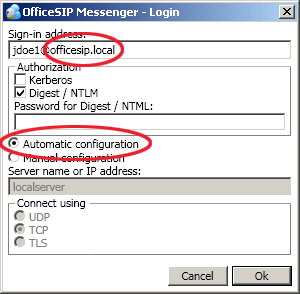 OfficeSIP Messenger - Login
Sign-in address:
jdoe1@officesip.local
Authorization
Kerberos
Digest / NTLM
Password for Digest / NTML:
Automatic configuration
Manual configuration
Server name or IP address:
localserver
Connect using
UDP
TCP
TLS
Cancel Ok